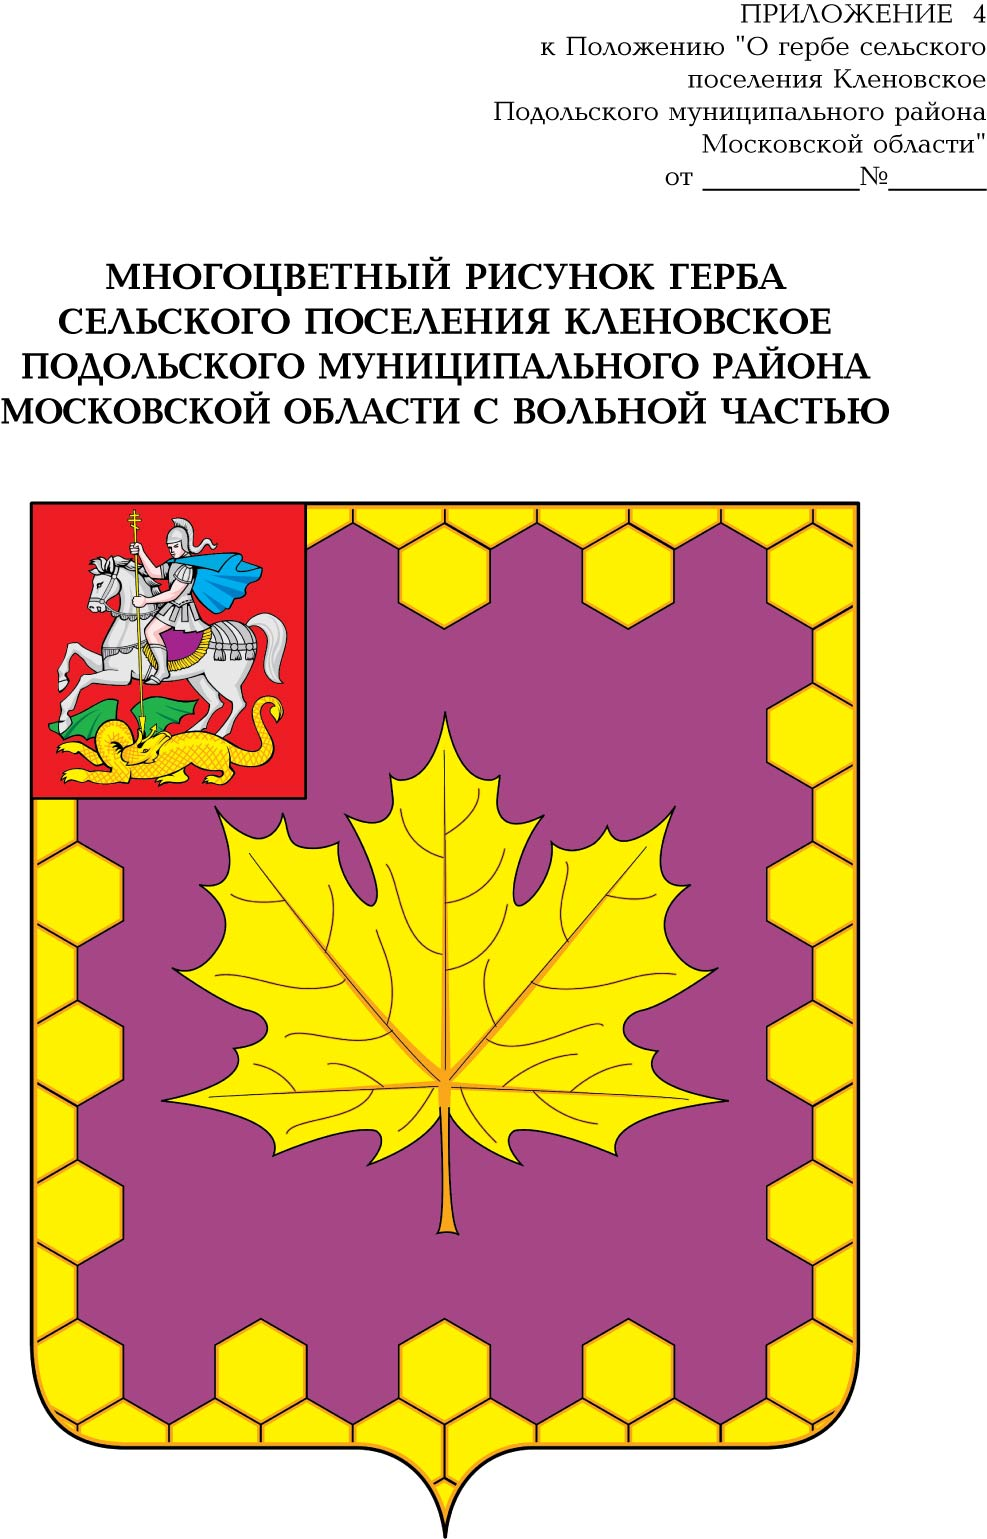 ПРИЛОЖЕНИЕ 4
к Положению "О гербе сельского
поселения Кленовское
Подольского муниципального района
Московской области"
от ___________№_______
МНОГОЦВЕТНЫЙ РИСУНОК ГЕРБА
СЕЛЬСКОГО ПОСЕЛЕНИЯ КЛЕНОВСКОЕ
ПОДОЛЬСКОГО МУНИЦИПАЛЬНОГО РАЙОНА
МОСКОВСКОЙ ОБЛАСТИ С ВОЛЬНОЙ ЧАСТЬЮ